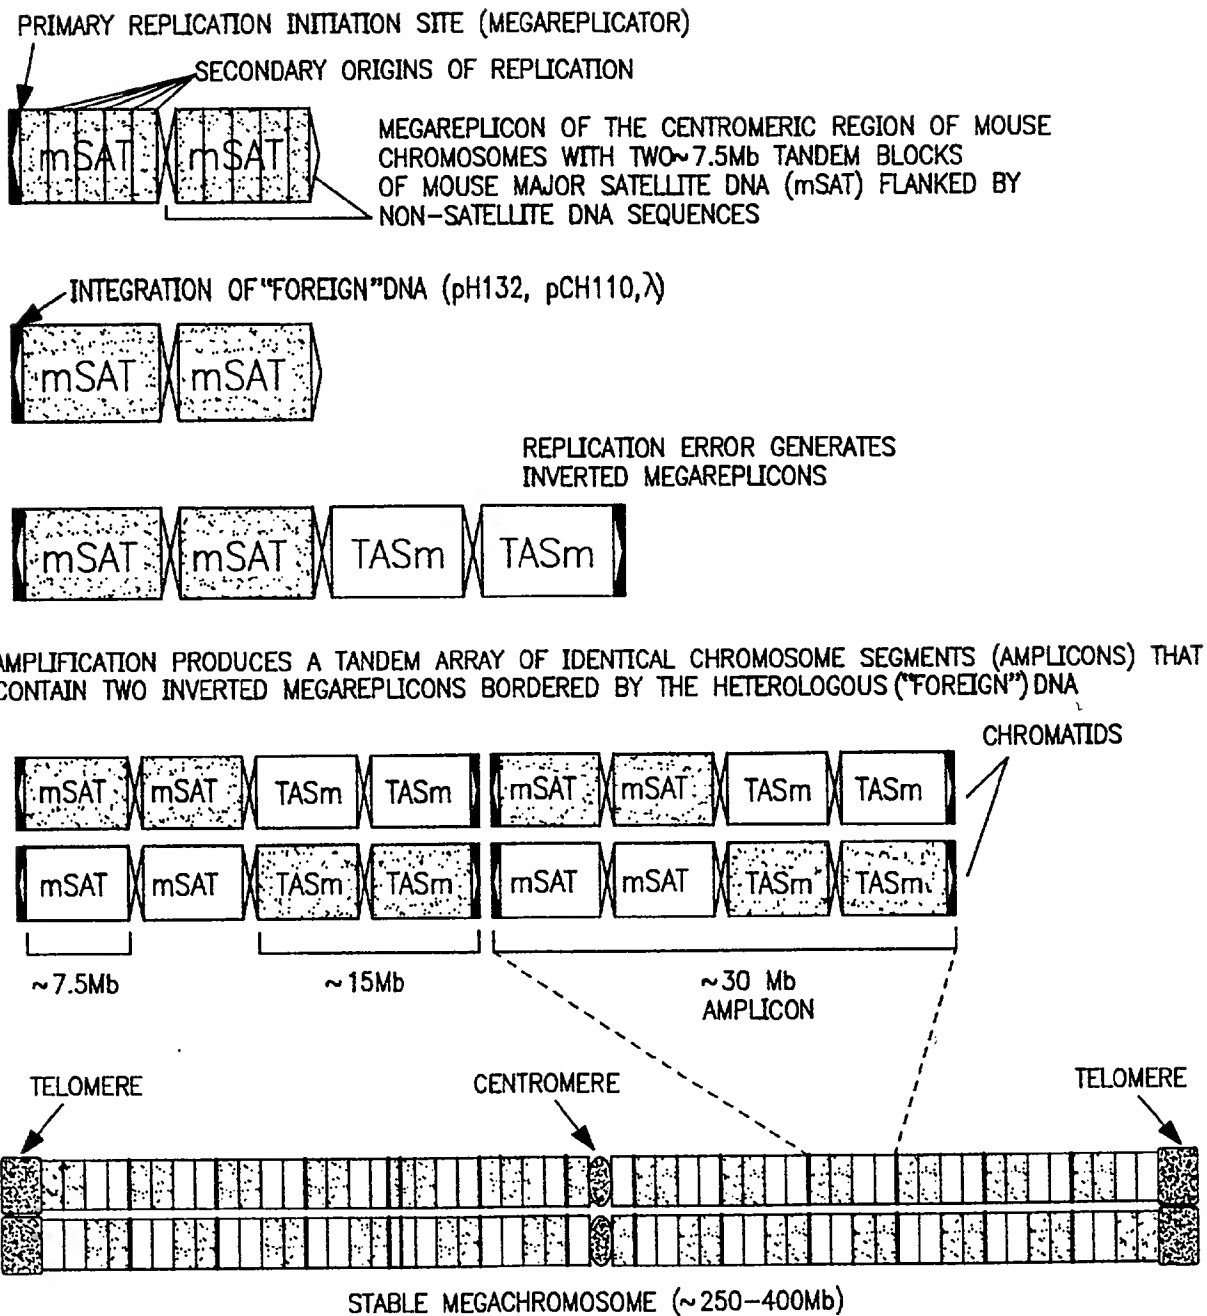 PRIMARY REPLICATION INITIATION SITE (MEGAREPLICATOR)
SECONDARY ORIGINS OF REPLICATION
mSAT mSAT
MEGAREPLICON OF THE CENTROMERIC REGION OF MOUSE
CHROMOSOMES WITH TWO~7.5Mb TANDEM BLOCKS
OF MOUSE MAJOR SATELLITE DNA (mSAT) FLANKED BY
NON-SATELLITE DNA SEQUENCES
INTEGRATION OF "FOREIGN" DNA (pH132, pCH110,λ)
mSAT mSAT
REPLICATION ERROR GENERATES
INVERTED MEGAREPLICONS
mSAT mSAT TASm TASm
AMPLIFICATION PRODUCES A TANDEM ARRAY OF IDENTICAL CHROMOSOME SEGMENTS (AMPLICONS) THAT
CONTAIN TWO INVERTED MEGAREPLICONS BORDERED BY THE HETEROLOGOUS ("FOREIGN") DNA
CHROMATIDS
mSAT mSAT TASm TASm mSAT mSAT TASm TASm
mSAT mSAT TASm TASm mSAT mSAT TASm TASm
~7.5Mb ~15Mb ~30 Mb
AMPLICON
TELOMERE CENTROMERE TELOMERE
STABLE MEGACHROMOSOME (~250-400Mb)